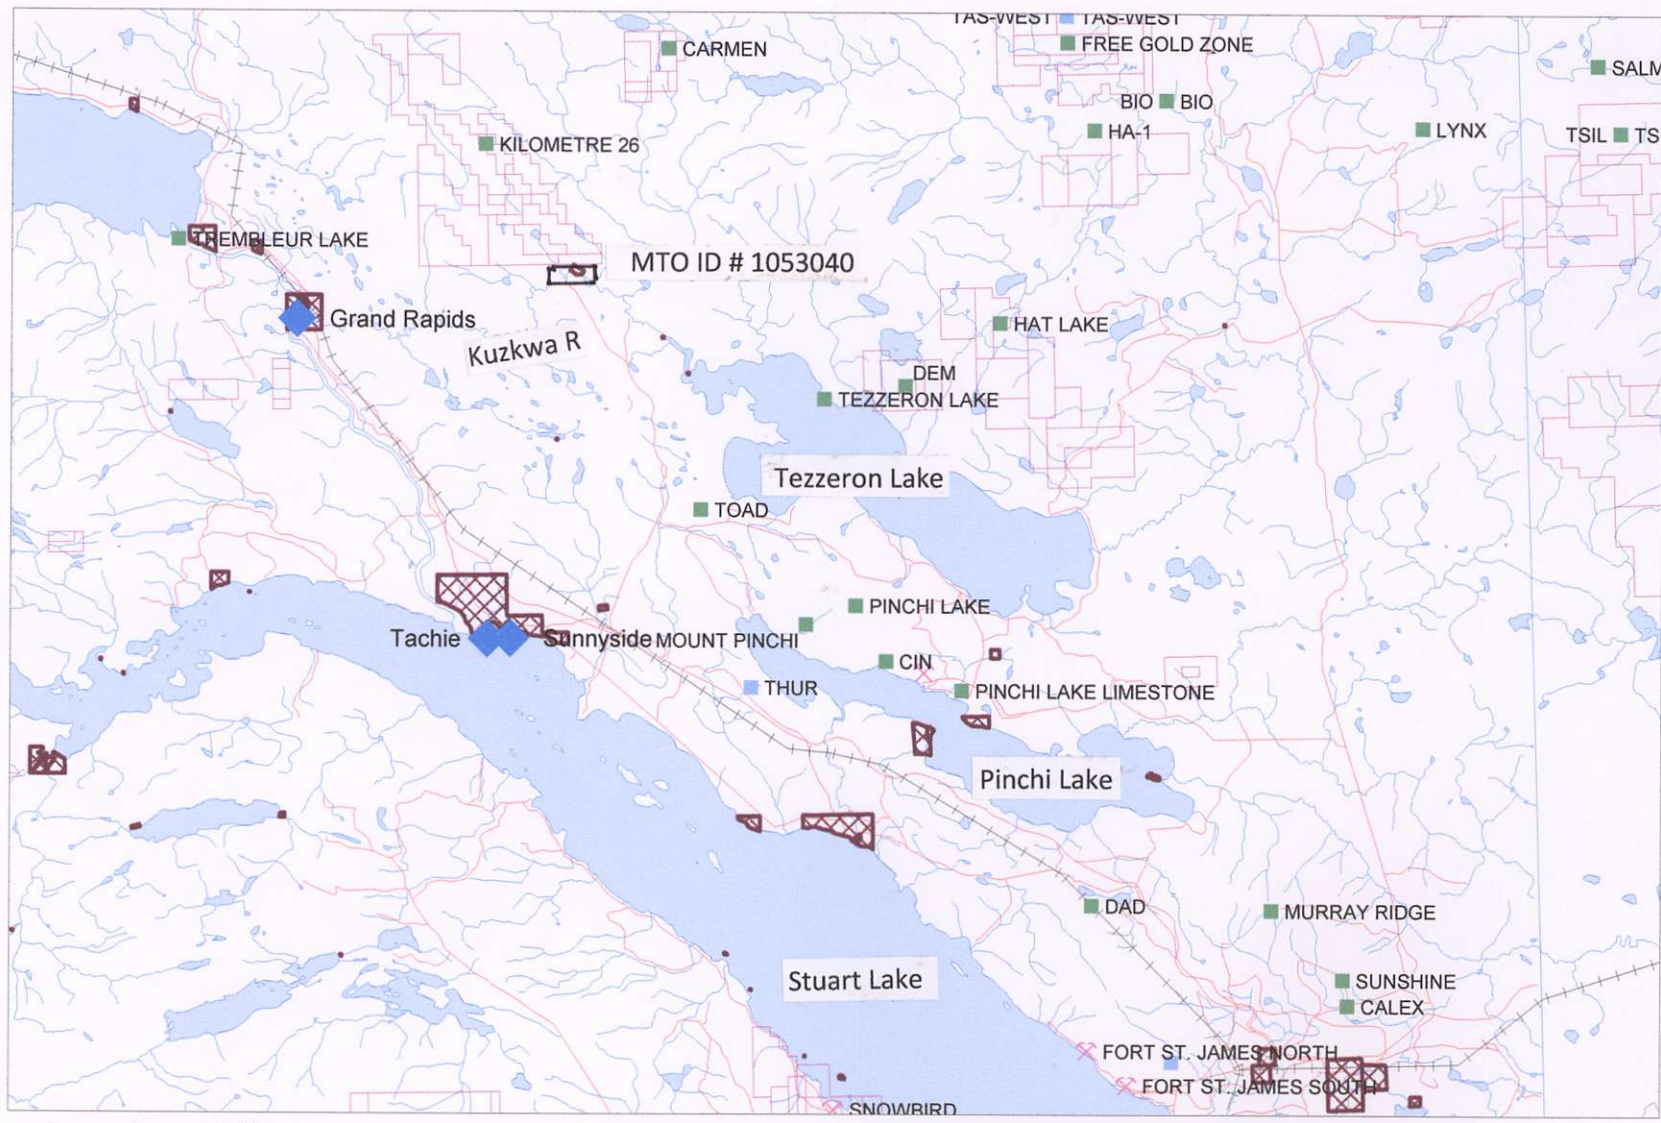 TAS-WEST TAS-WEST
CARMEN
FREE GOLD ZONE
SALM
BIO BIO
HA-1
LYNX
TSIL TS
KILOMETRE 26
TREMBLEUR LAKE
MTO ID # 1053040
Grand Rapids
HAT LAKE
Kuzkwa R
DEM
TEZZERON LAKE
Tezzeron Lake
TOAD
PINCHI LAKE
Tachie
Sunnyside
MOUNT PINCHI
CIN
THUR
PINCHI LAKE LIMESTONE
Pinchi Lake
DAD
MURRAY RIDGE
Stuart Lake
SUNSHINE
CALEX
FORT ST. JAMES NORTH
FORT ST. JAMES SOUTH
SNOWBIRD